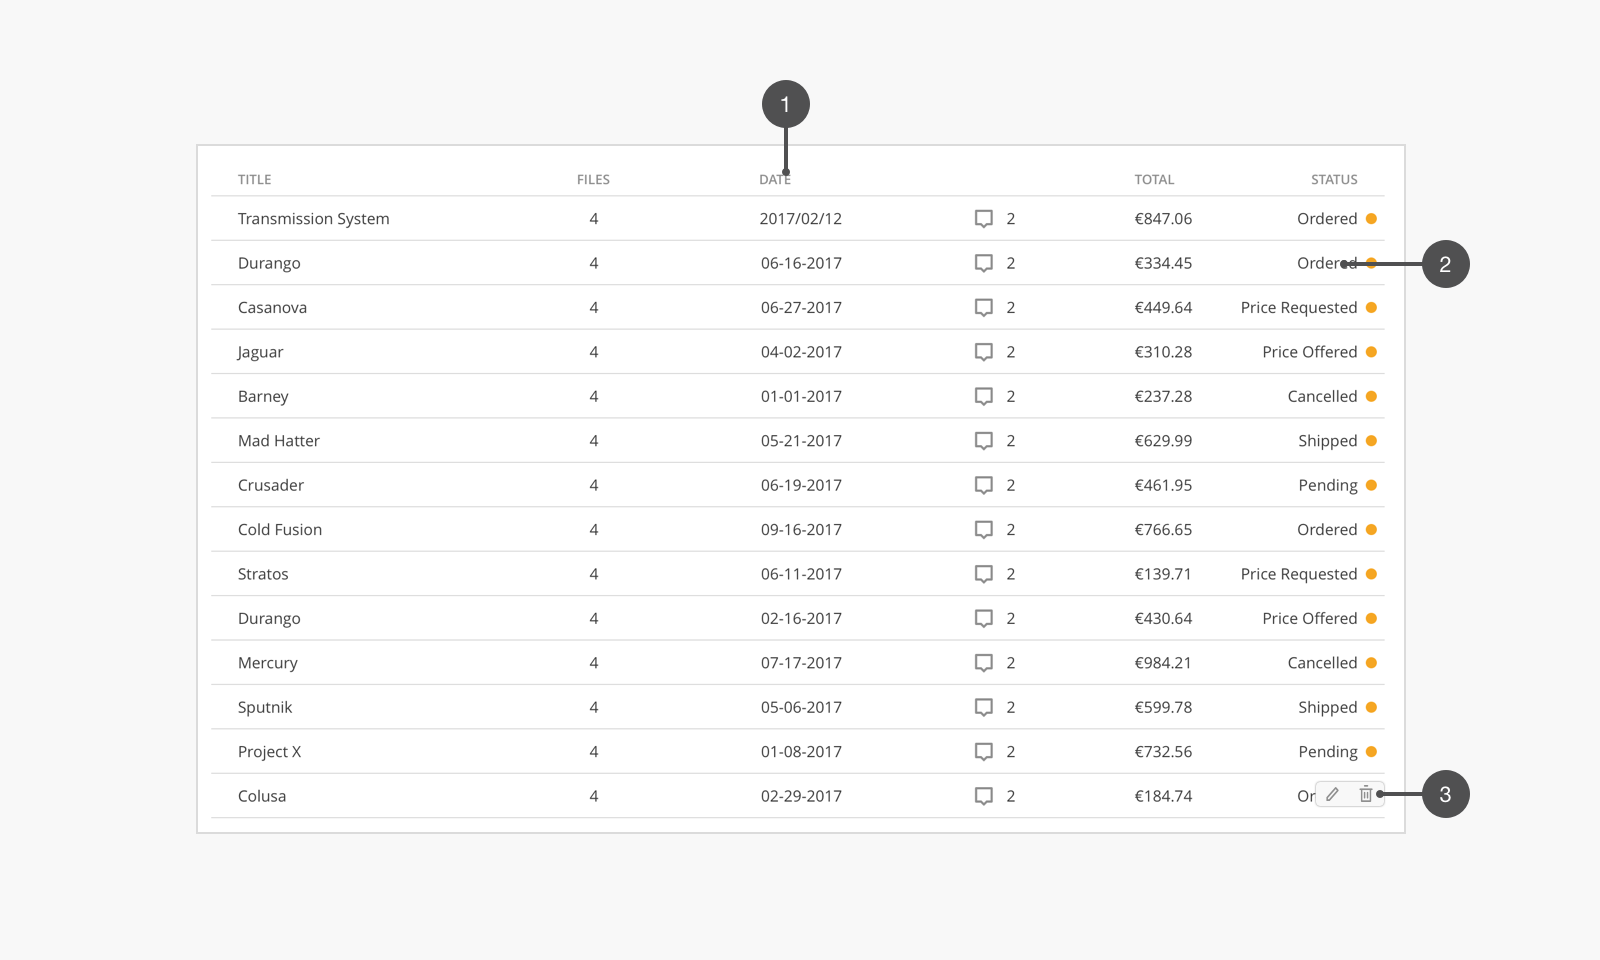 1
TITLE FILES DATE TOTAL STATUS
Transmission System 4 2017/02/12 2 €847.06 Ordered
Durango 4 06-16-2017 2 €334.45 Ordered 2
Casanova 4 06-27-2017 2 €449.64 Price Requested
Jaguar 4 04-02-2017 2 €310.28 Price Offered
Barney 4 01-01-2017 2 €237.28 Cancelled
Mad Hatter 4 05-21-2017 2 €629.99 Shipped
Crusader 4 06-19-2017 2 €461.95 Pending
Cold Fusion 4 09-16-2017 2 €766.65 Ordered
Stratos 4 06-11-2017 2 €139.71 Price Requested
Durango 4 02-16-2017 2 €430.64 Price Offered
Mercury 4 07-17-2017 2 €984.21 Cancelled
Sputnik 4 05-06-2017 2 €599.78 Shipped
Project X 4 01-08-2017 2 €732.56 Pending
Colusa 4 02-29-2017 2 €184.74 Or 3